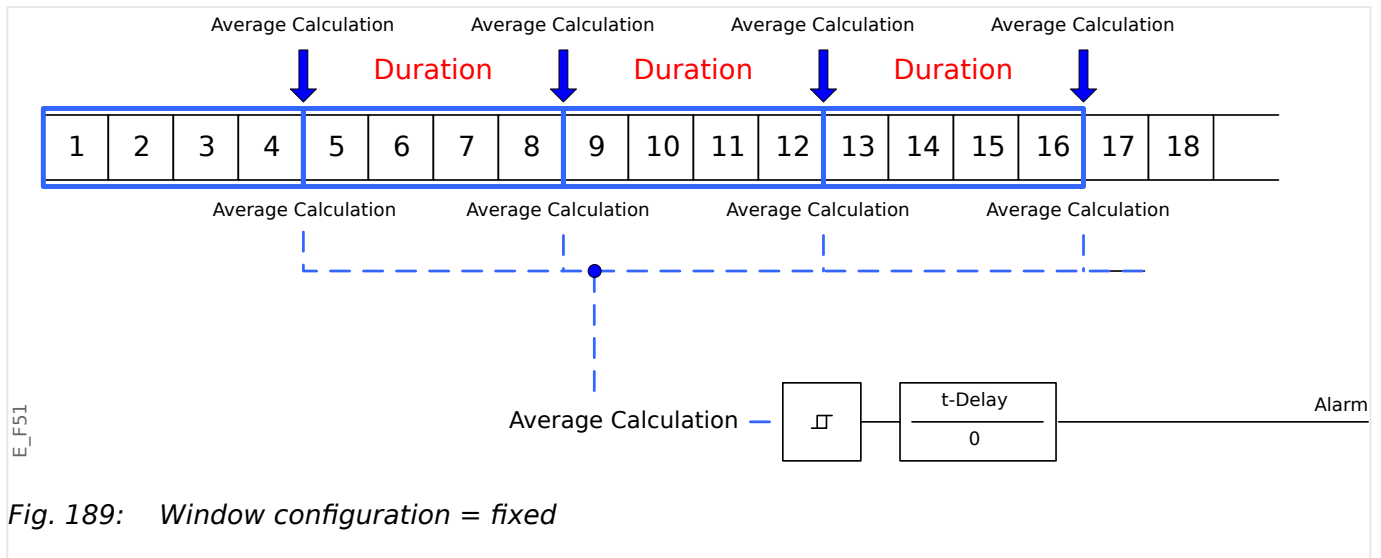 Average Calculation Average Calculation Average Calculation Average Calculation
Duration Duration Duration
1 2 3 4 5 6 7 8 9 10 11 12 13 14 15 16 17 18
Average Calculation Average Calculation Average Calculation Average Calculation
Average Calculation
t-Delay
0
Alarm
E_F51
Fig. 189: Window configuration = fixed